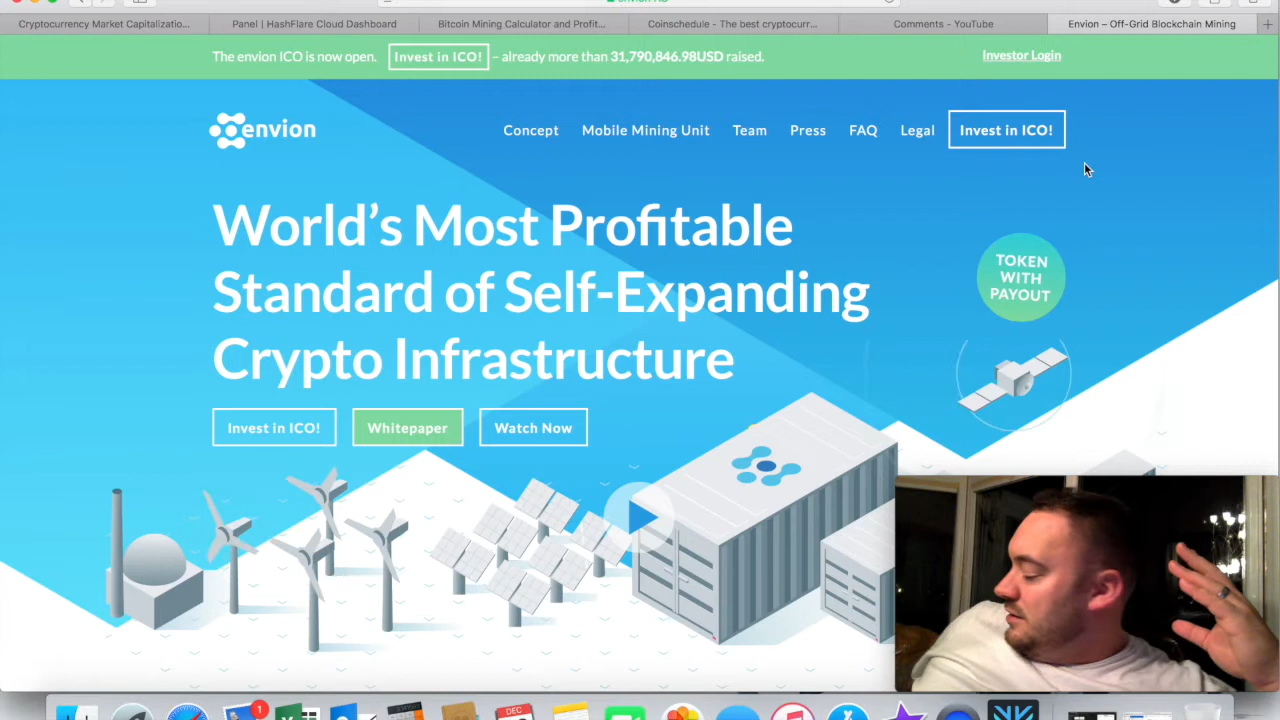 Cryptocurrency Market Capitalizatio...
Panel | HashFlare Cloud Dashboard
Bitcoin Mining Calculator and Profit...
Coinschedule - The best cryptocurr...
Comments - YouTube
Envion – Off-Grid Blockchain Mining
The envion ICO is now open. Invest in ICO! – already more than 31,790,846.98USD raised.
Investor Login
envion
Concept Mobile Mining Unit Team Press FAQ Legal Invest in ICO!
World's Most Profitable
Standard of Self-Expanding
Crypto Infrastructure
TOKEN
WITH
PAYOUT
Invest in ICO! Whitepaper Watch Now
1
DEC